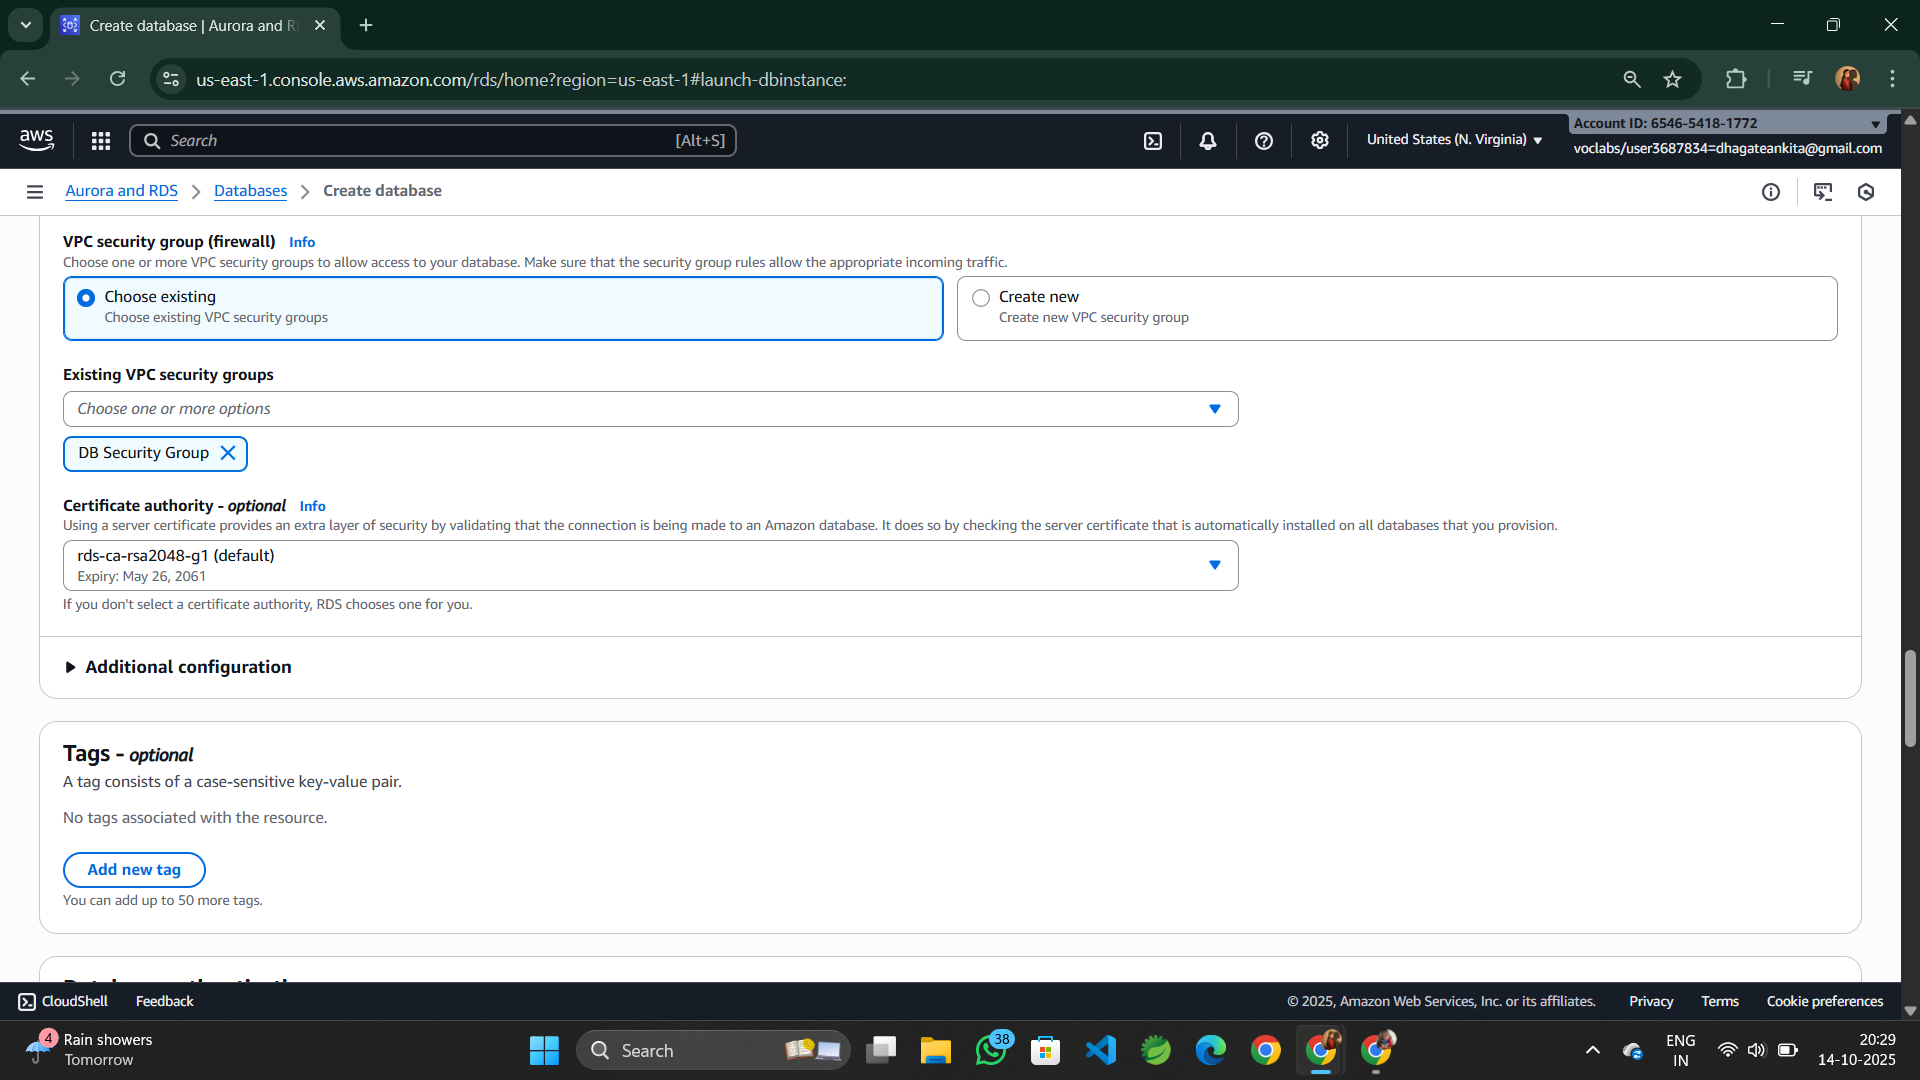 Create database | Aurora and R
us-east-1.console.aws.amazon.com/rds/home?region=us-east-1#launch-dbinstance:
aws
Search
[Alt+S]
United States (N. Virginia)
Account ID: 6546-5418-1772
voclabs/user3687834=dhagateankita@gmail.com
Aurora and RDS
Databases
Create database
VPC security group (firewall) Info
Choose one or more VPC security groups to allow access to your database. Make sure that the security group rules allow the appropriate incoming traffic.
Choose existing
Choose existing VPC security groups
Create new
Create new VPC security group
Existing VPC security groups
Choose one or more options
DB Security Group
Certificate authority - optional Info
Using a server certificate provides an extra layer of security by validating that the connection is being made to an Amazon database. It does so by checking the server certificate that is automatically installed on all databases that you provision.
rds-ca-rsa2048-g1 (default)
Expiry: May 26, 2061
If you don't select a certificate authority, RDS chooses one for you.
Additional configuration
Tags - optional
A tag consists of a case-sensitive key-value pair.
No tags associated with the resource.
Add new tag
You can add up to 50 more tags.
CloudShell
Feedback
© 2025, Amazon Web Services, Inc. or its affiliates.
Privacy
Terms
Cookie preferences
4
Rain showers
Tomorrow
Search
38
ENG
IN
20:29
14-10-2025